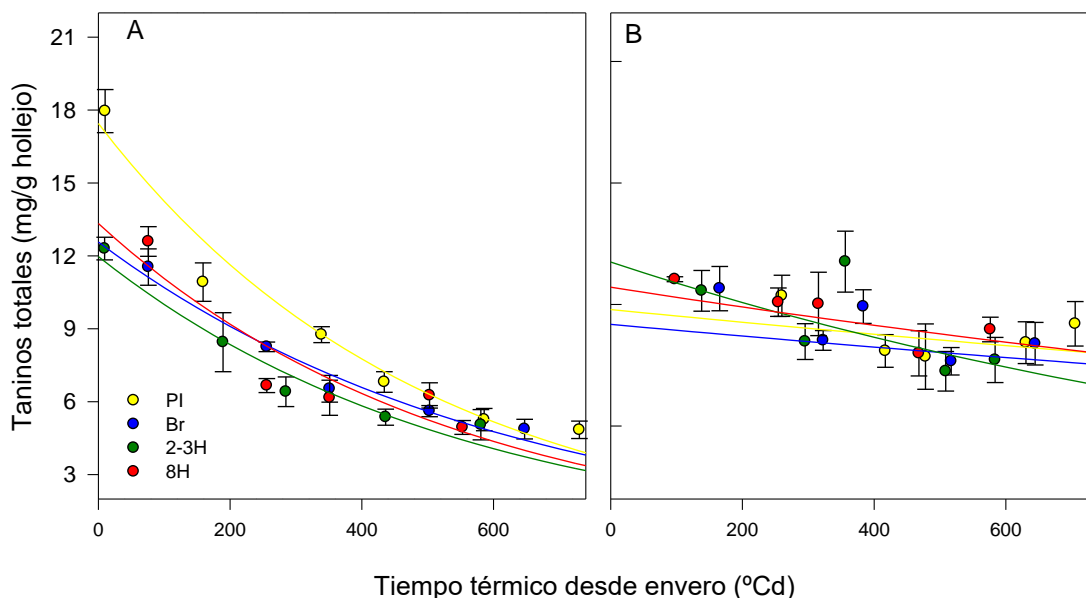 A
B
Taninos totales (mg/g hollejo)
21
18
15
12
9
6
3
PI
Br
2-3H
8H
0 200 400 600
0 200 400 600
Tiempo térmico desde envero (ºCd)